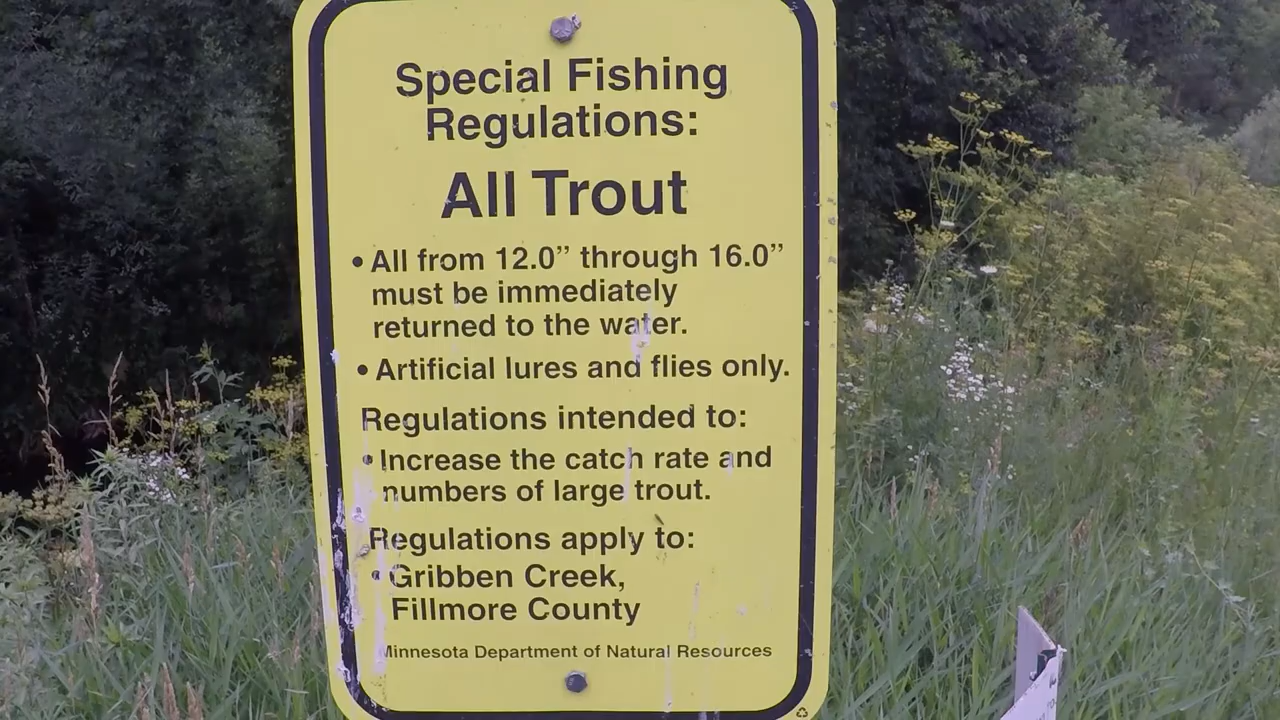 Special Fishing
Regulations:
All Trout
• All from 12.0” through 16.0”
must be immediately
returned to the water.
• Artificial lures and flies only.
Regulations intended to:
• Increase the catch rate and
numbers of large trout.
Regulations apply to:
• Gribben Creek,
Fillmore County
Minnesota Department of Natural Resources